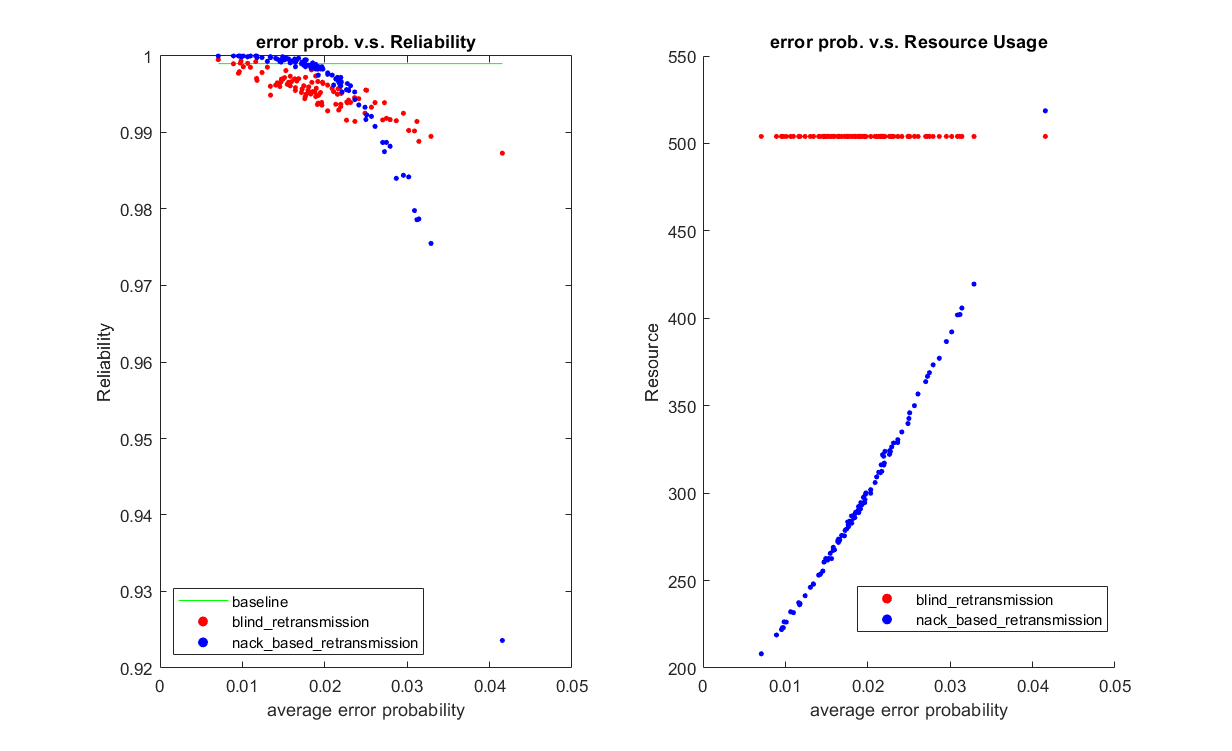 error prob. v.s. Reliability
1
0.99
0.98
0.97
0.96
0.95
0.94
0.93
0.92
Reliability
baseline
blind_retransmission
nack_based_retransmission
0
0.01
0.02
0.03
0.04
0.05
average error probability
error prob. v.s. Resource Usage
550
500
450
400
350
300
250
200
Resource
blind_retransmission
nack_based_retransmission
0
0.01
0.02
0.03
0.04
0.05
average error probability